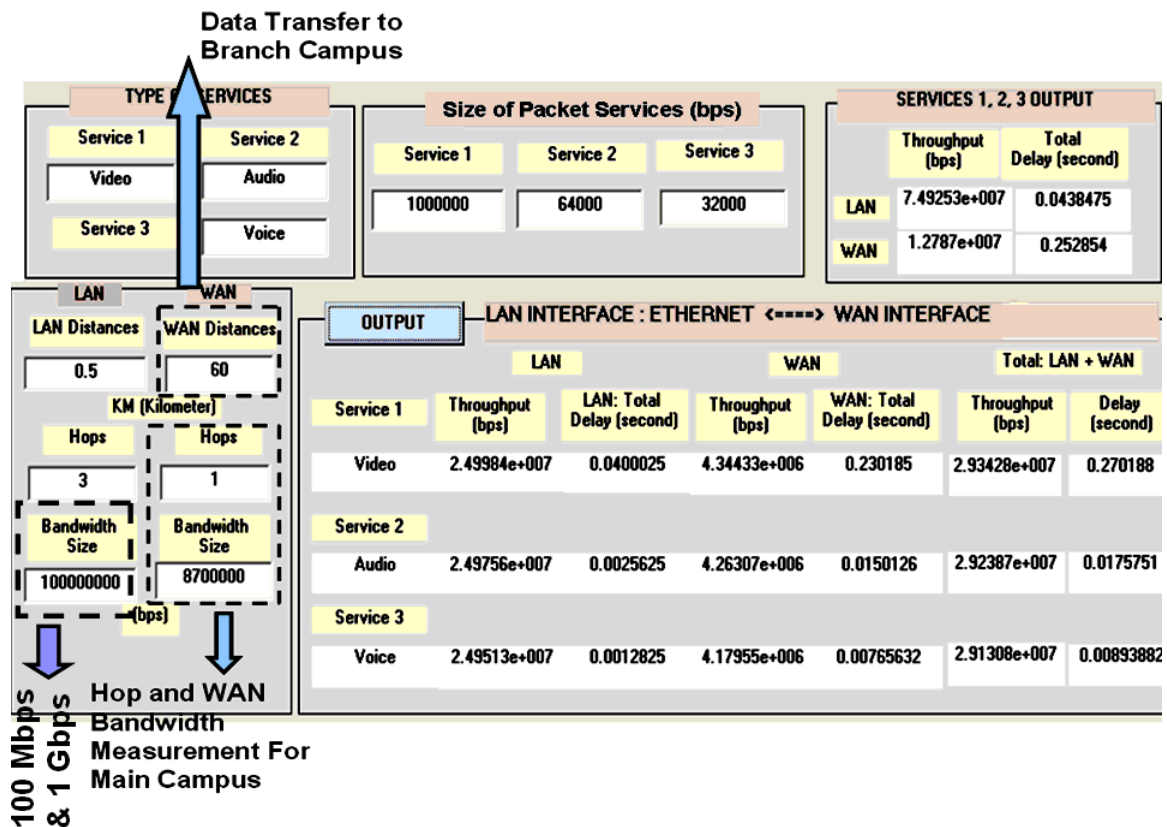 Data Transfer to
Branch Campus
TYPE O SERVICES
Service 1 Service 2
Video Audio
Service 3 Voice
Size of Packet Services (bps)
Service 1 Service 2 Service 3
1000000 64000 32000
SERVICES 1, 2, 3 OUTPUT
Throughput (bps) Total Delay (second)
LAN 7.49253e+007 0.0438475
WAN 1.2787e+007 0.252854
LAN WAN
LAN Distances WAN Distances
0.5 60
KM (Kilometer)
Hops Hops
3 1
Bandwidth Size Bandwidth Size
100000000 8700000
(bps)
100 Mbps
& 1 Gbps
Hop and WAN
Bandwidth
Measurement For
Main Campus
OUTPUT LAN INTERFACE : ETHERNET <====> WAN INTERFACE
LAN WAN Total: LAN + WAN
Service 1 Throughput (bps) LAN: Total Delay (second) Throughput (bps) WAN: Total Delay (second) Throughput (bps) Delay (second)
Video 2.49984e+007 0.0400025 4.34433e+006 0.230185 2.93428e+007 0.270188
Service 2
Audio 2.49756e+007 0.0025625 4.26307e+006 0.0150126 2.92387e+007 0.0175751
Service 3
Voice 2.49513e+007 0.0012825 4.17955e+006 0.00765632 2.91308e+007 0.00893882